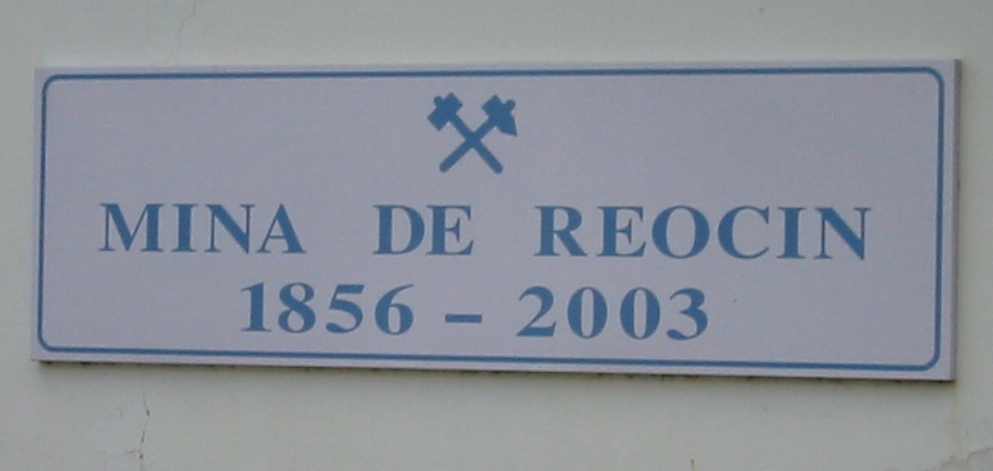 MINA DE REOCIN
1856 – 2003